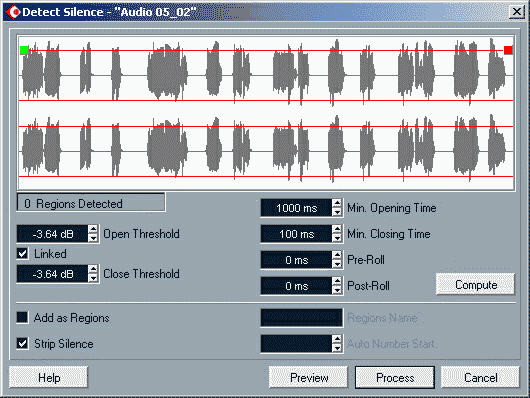 Detect Silence - "Audio 05_02"
0 Regions Detected
-3.64 dB Open Threshold
Linked
-3.64 dB Close Threshold
1000 ms Min. Opening Time
100 ms Min. Closing Time
0 ms Pre-Roll
0 ms Post-Roll
Compute
Add as Regions
Regions Name
Strip Silence
Auto Number Start
Help
Preview
Process
Cancel